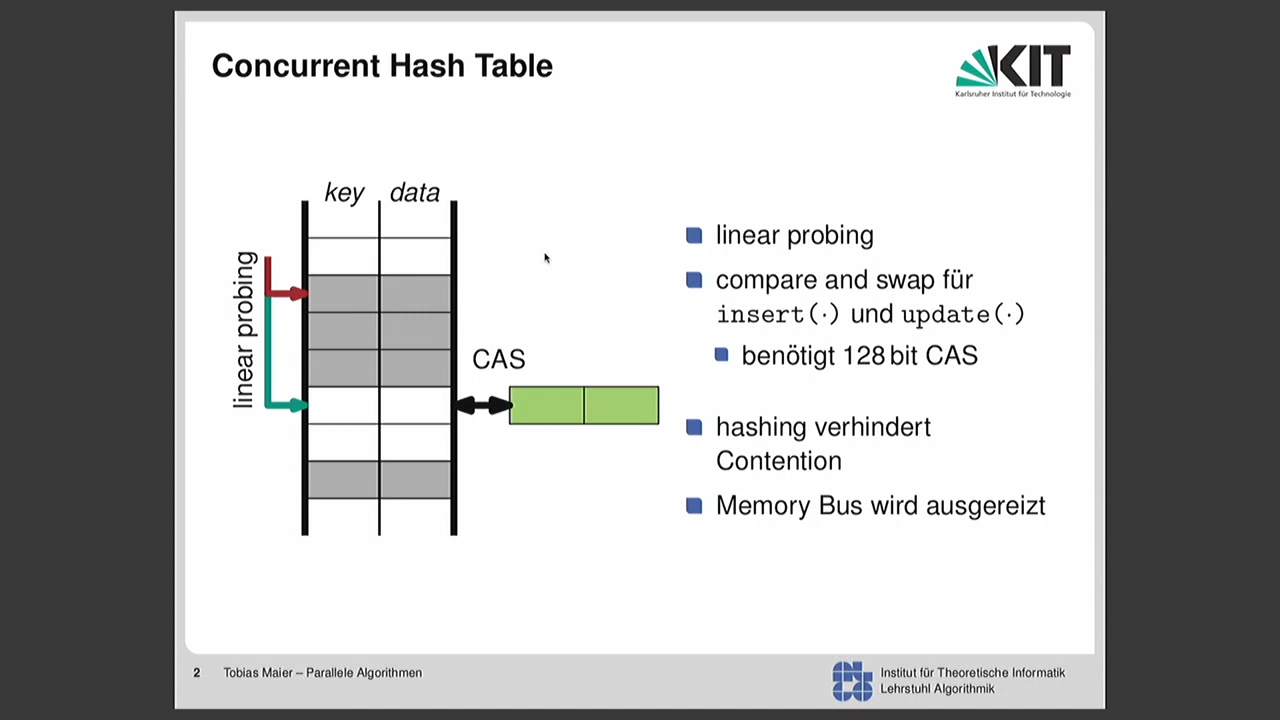 Concurrent Hash Table
KIT
Karlsruher Institut für Technologie
key data
linear probing
CAS
linear probing
compare and swap für
insert(·) und update(·)
benötigt 128 bit CAS
hashing verhindert
Contention
Memory Bus wird ausgereizt
2 Tobias Maier – Parallele Algorithmen
Institut für Theoretische Informatik
Lehrstuhl Algorithmik